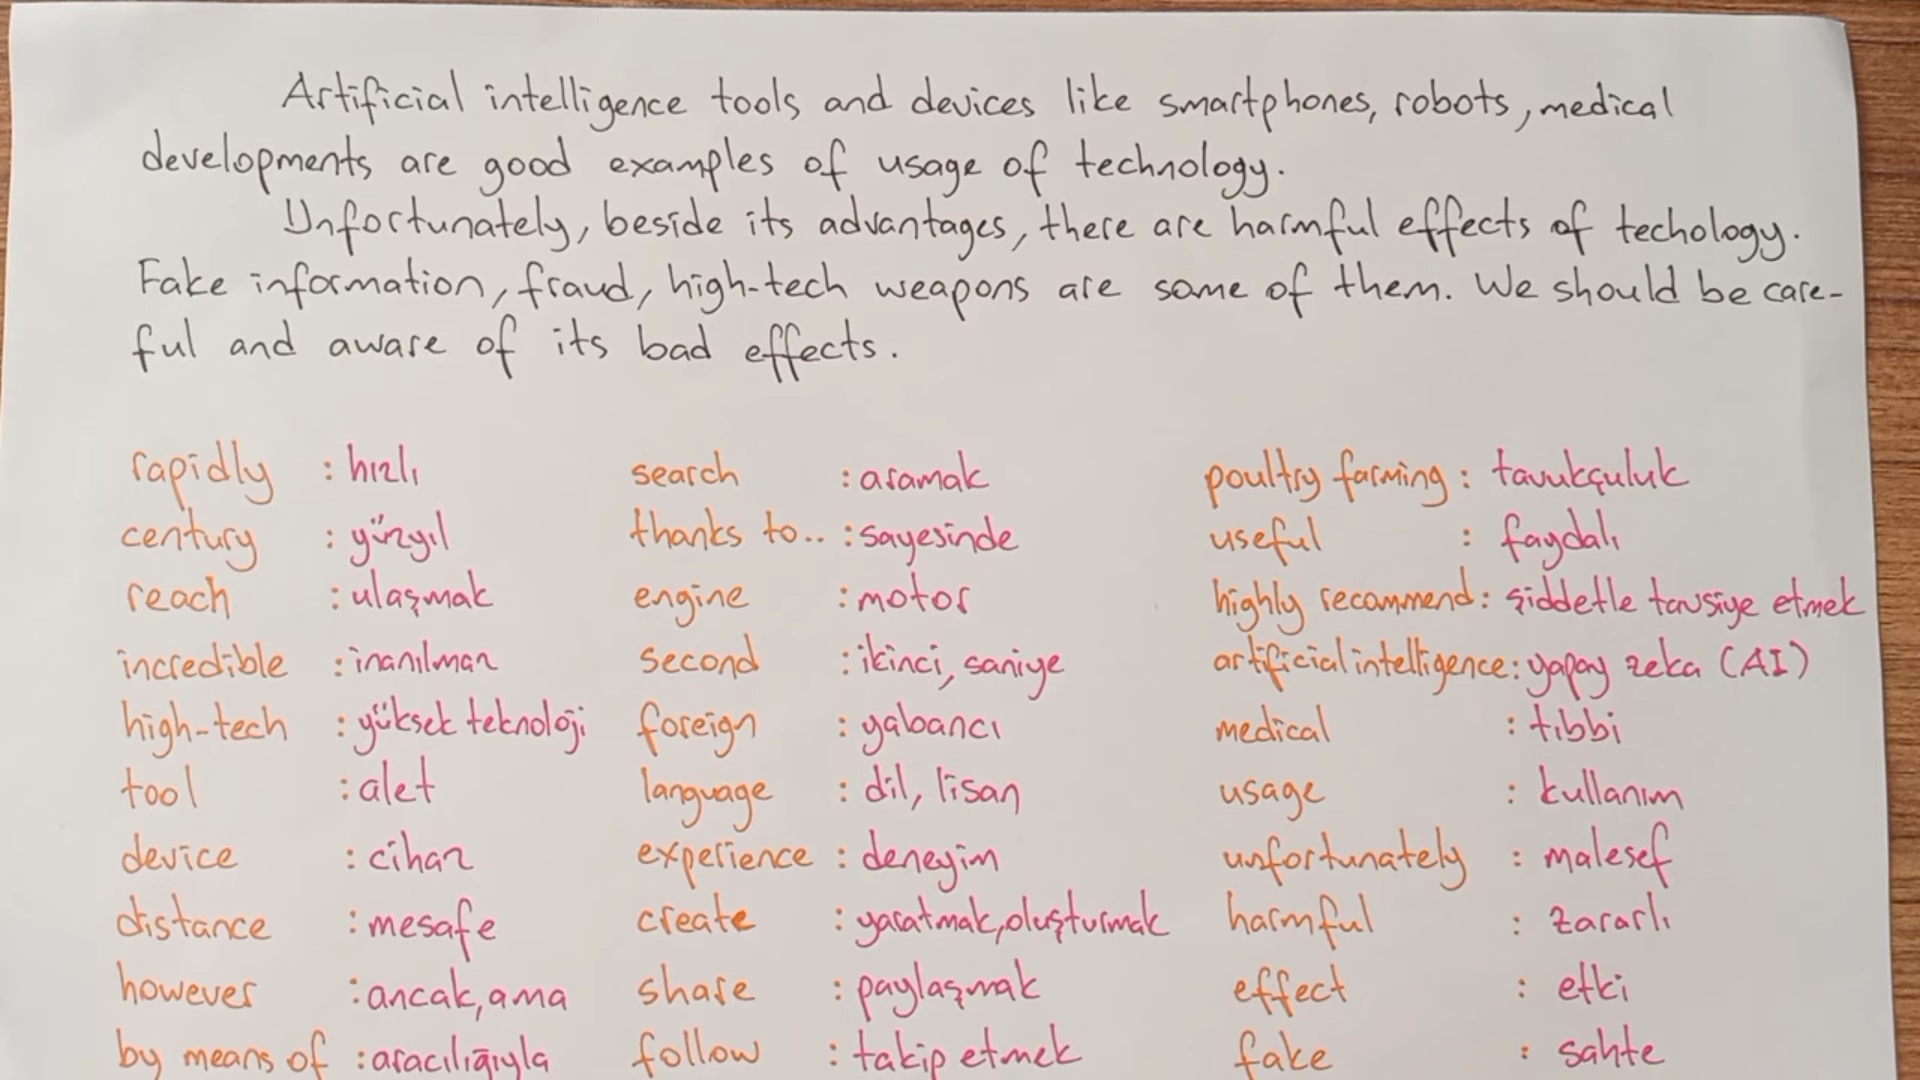 Artificial intelligence tools and devices like smartphones, robots, medical
developments are good examples of usage of technology.
Unfortunately, beside its advantages, there are harmful effects of techology.
Fake information, fraud, high-tech weapons are some of them. We should be care-
ful and aware of its bad effects.
rapidly : hızlı
century : yüzyıl
reach : ulaşmak
incredible : inanılmaz
high-tech : yüksek teknoloji
tool : alet
device : cihaz
distance : mesafe
however : ancak, ama
by means of : aracılığıyla
search : aramak
thanks to.. : sayesinde
engine : motor
second : ikinci, saniye
foreign : yabancı
language : dil, lisan
experience : deneyim
create : yaratmak, oluşturmak
share : paylaşmak
follow : takip etmek
poultry farming : tavukçuluk
useful : faydalı
highly recommend : şiddetle tavsiye etmek
artificial intelligence : yapay zeka (AI)
medical : tıbbi
usage : kullanım
unfortunately : malesef
harmful : zararlı
effect : etki
fake : sahte